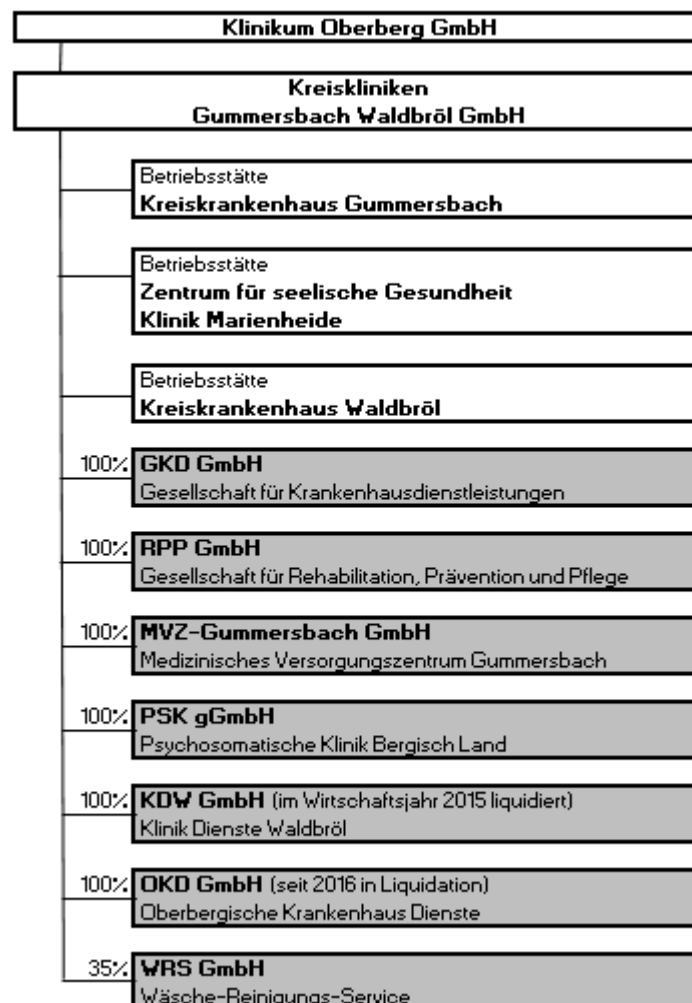 Klinikum Oberberg GmbH
Kreiskliniken
Gummersbach Waldbröl GmbH
Betriebsstätte
Kreiskrankenhaus Gummersbach
Betriebsstätte
Zentrum für seelische Gesundheit
Klinik Marienheide
Betriebsstätte
Kreiskrankenhaus Waldbröl
100% GKD GmbH
Gesellschaft für Krankenhausdienstleistungen
100% RPP GmbH
Gesellschaft für Rehabilitation, Prävention und Pflege
100% MVZ-Gummersbach GmbH
Medizinisches Versorgungszentrum Gummersbach
100% PSK gGmbH
Psychosomatische Klinik Bergisch Land
100% KDW GmbH (im Wirtschaftsjahr 2015 liquidiert)
Klinik Dienste Waldbröl
100% OKD GmbH (seit 2016 in Liquidation)
Oberbergische Krankenhaus Dienste
35% WRS GmbH
Wäsche-Reinigungs-Service